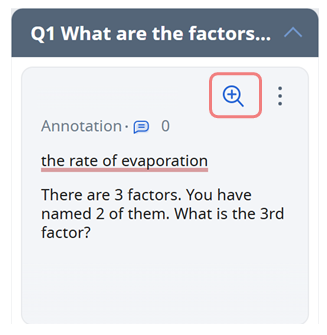 Q1 What are the factors...
Annotation · 0
the rate of evaporation
There are 3 factors. You have
named 2 of them. What is the 3rd
factor?